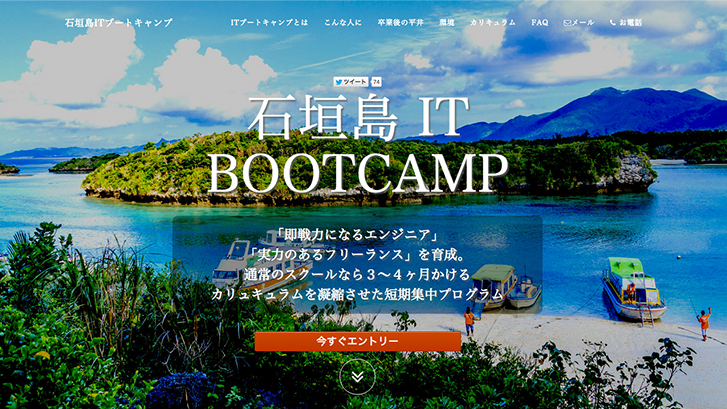 石垣島ITブートキャンプ
ITブートキャンプとは こんな人に 卒業後の平井 環境 カリキュラム FAQ メール お電話
ツイート 74
石垣島 IT
BOOTCAMP
「即戦力になるエンジニア」
「実力のあるフリーランス」を育成。
通常のスクールなら３〜４ヶ月かける
カリュキュラムを凝縮させた短期集中プログラム
今すぐエントリー